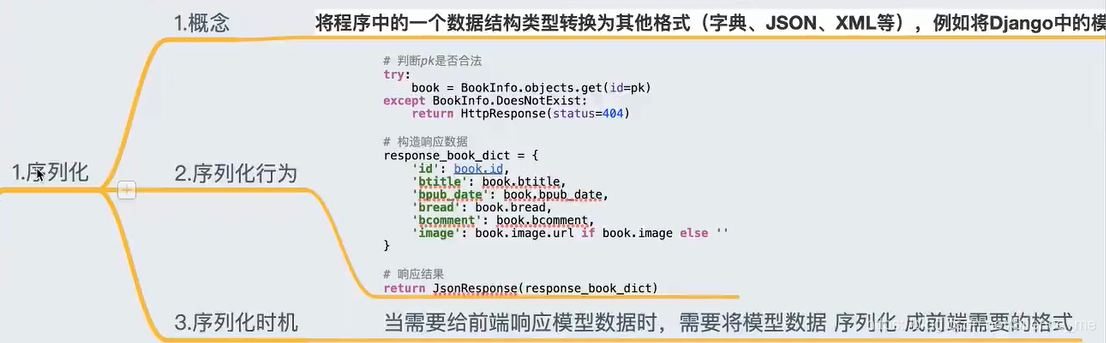 1.概念
将程序中的一个数据结构类型转换为其他格式（字典、JSON、XML等），例如将Django中的模
# 判断pk是否合法
try:
    book = BookInfo.objects.get(id=pk)
except BookInfo.DoesNotExist:
    return HttpResponse(status=404)
# 构造响应数据
response_book_dict = {
    'id': book.id,
    'btitle': book.btitle,
    'bpub_date': book.bpub_date,
    'bread': book.bread,
    'bcomment': book.bcomment,
    'image': book.image.url if book.image else ''
}
# 响应结果
return JsonResponse(response_book_dict)
1.序列化
2.序列化行为
3.序列化时机
当需要给前端响应模型数据时，需要将模型数据 序列化 成前端需要的格式